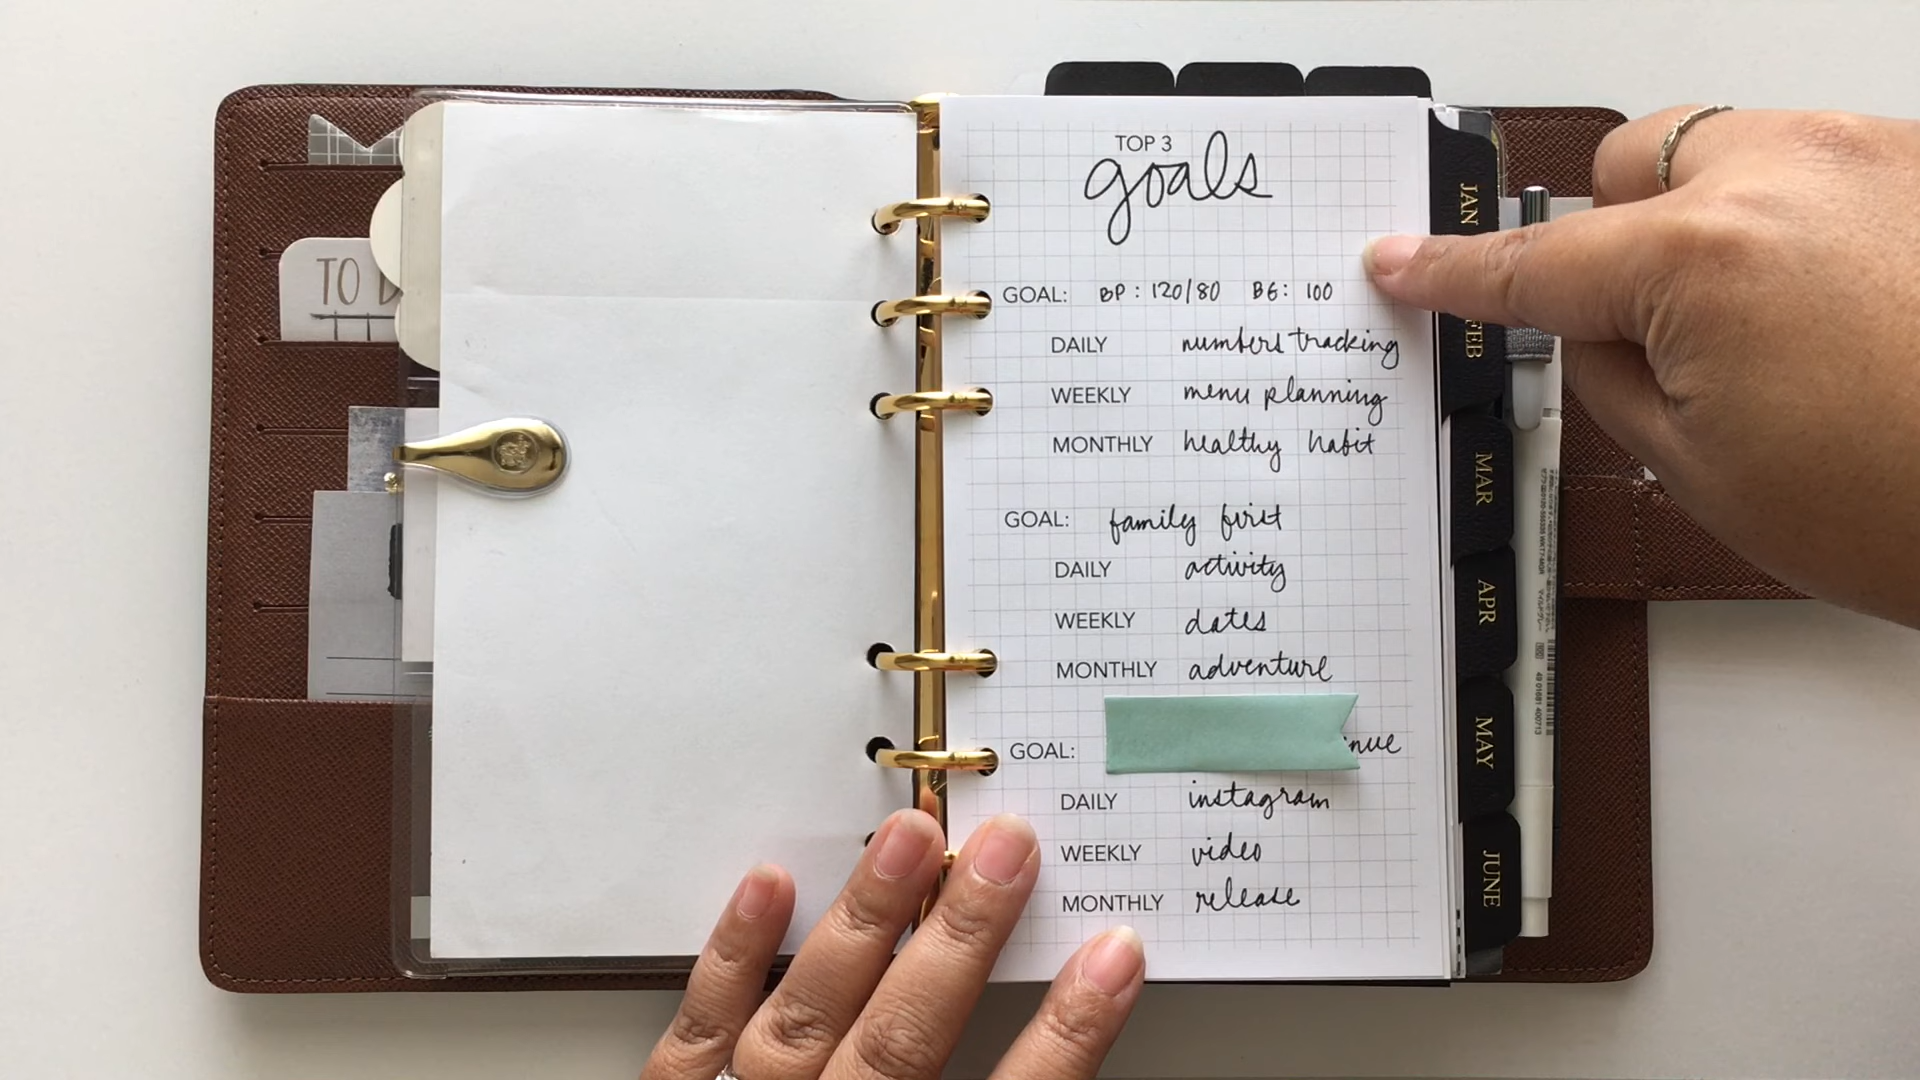 TO D
TOP 3
goals
GOAL: BP: 120/80 BG: 100
DAILY numbers tracking
WEEKLY menu planning
MONTHLY healthy habit
GOAL: family first
DAILY activity
WEEKLY dates
MONTHLY adventure
GOAL: nue
DAILY instagram
WEEKLY video
MONTHLY release
JAN
FEB
MAR
APR
MAY
JUNE